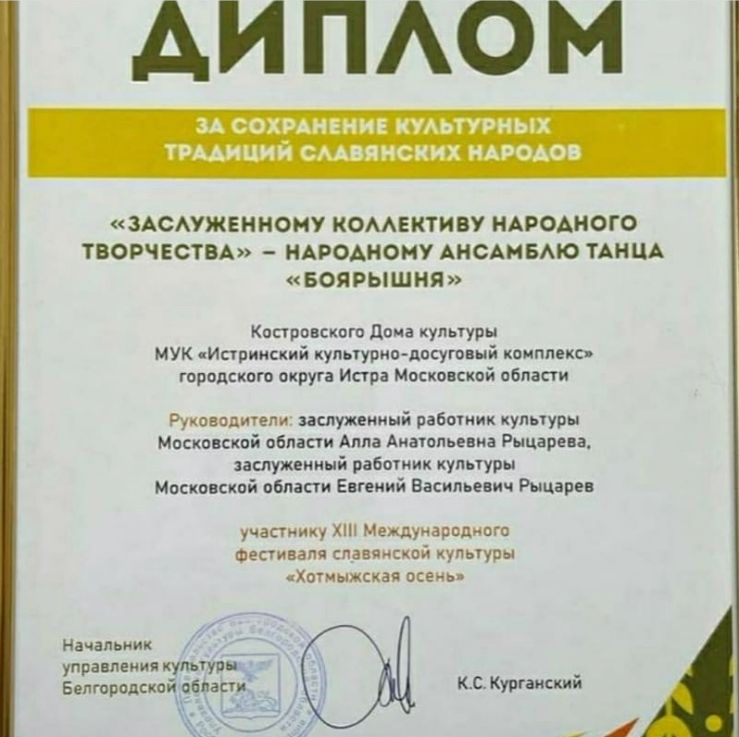 ДИПЛОМ
ЗА СОХРАНЕНИЕ КУЛЬТУРНЫХ
ТРАДИЦИЙ СЛАВЯНСКИХ НАРОДОВ
«ЗАСЛУЖЕННОМУ КОЛЛЕКТИВУ НАРОДНОГО
ТВОРЧЕСТВА» – НАРОДНОМУ АНСАМБЛЮ ТАНЦА
«БОЯРЫШНЯ»
Костровского Дома культуры
МУК «Истринский культурно-досуговый комплекс»
городского округа Истра Московской области
Руководители: заслуженный работник культуры
Московской области Алла Анатольевна Рыцарева,
заслуженный работник культуры
Московской области Евгений Васильевич Рыцарев
участнику XIII Международного
фестиваля славянской культуры
«Хотмыжская осень»
Начальник
управления культуры
Белгородской области
К.С. Курганский